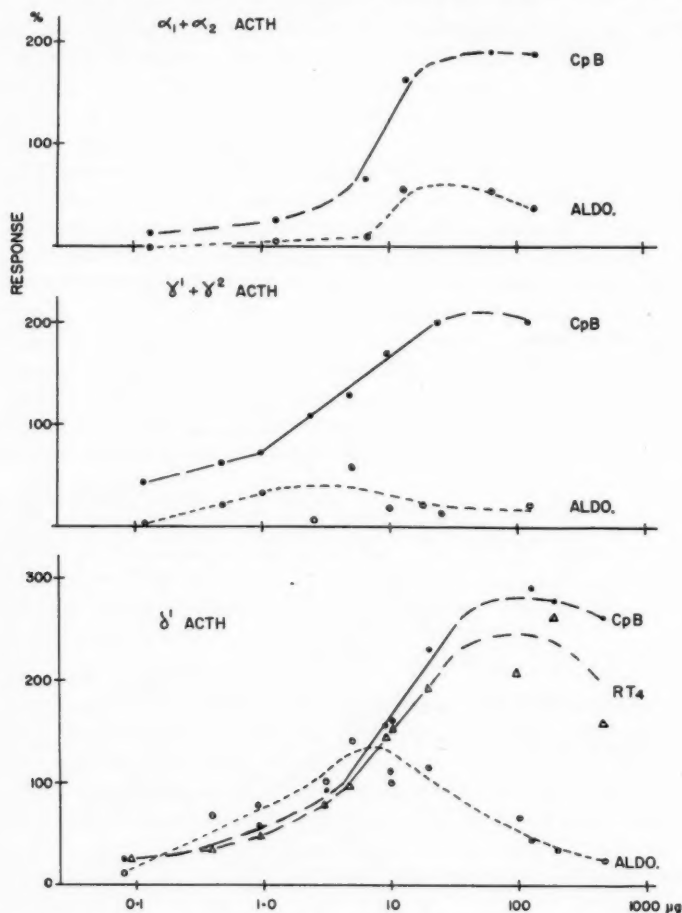 %
α₁ + α₂ ACTH
200
CpB
100
ALDO.
RESPONSE
γ¹ + γ² ACTH
200
CpB
100
ALDO.
300
δ¹ ACTH
CpB
200
RT4
100
ALDO.
0
0·1 1·0 10 100 1000 µg